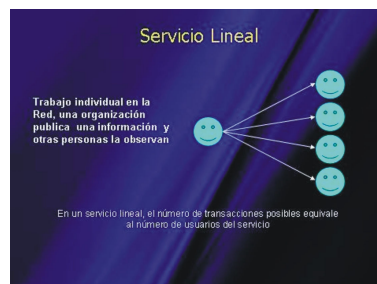 Servicio Lineal
Trabajo individual en la
Red, una organización
publica una información y
otras personas la observan
En un servicio lineal, el número de transacciones posibles equivale
al número de usuarios del servicio